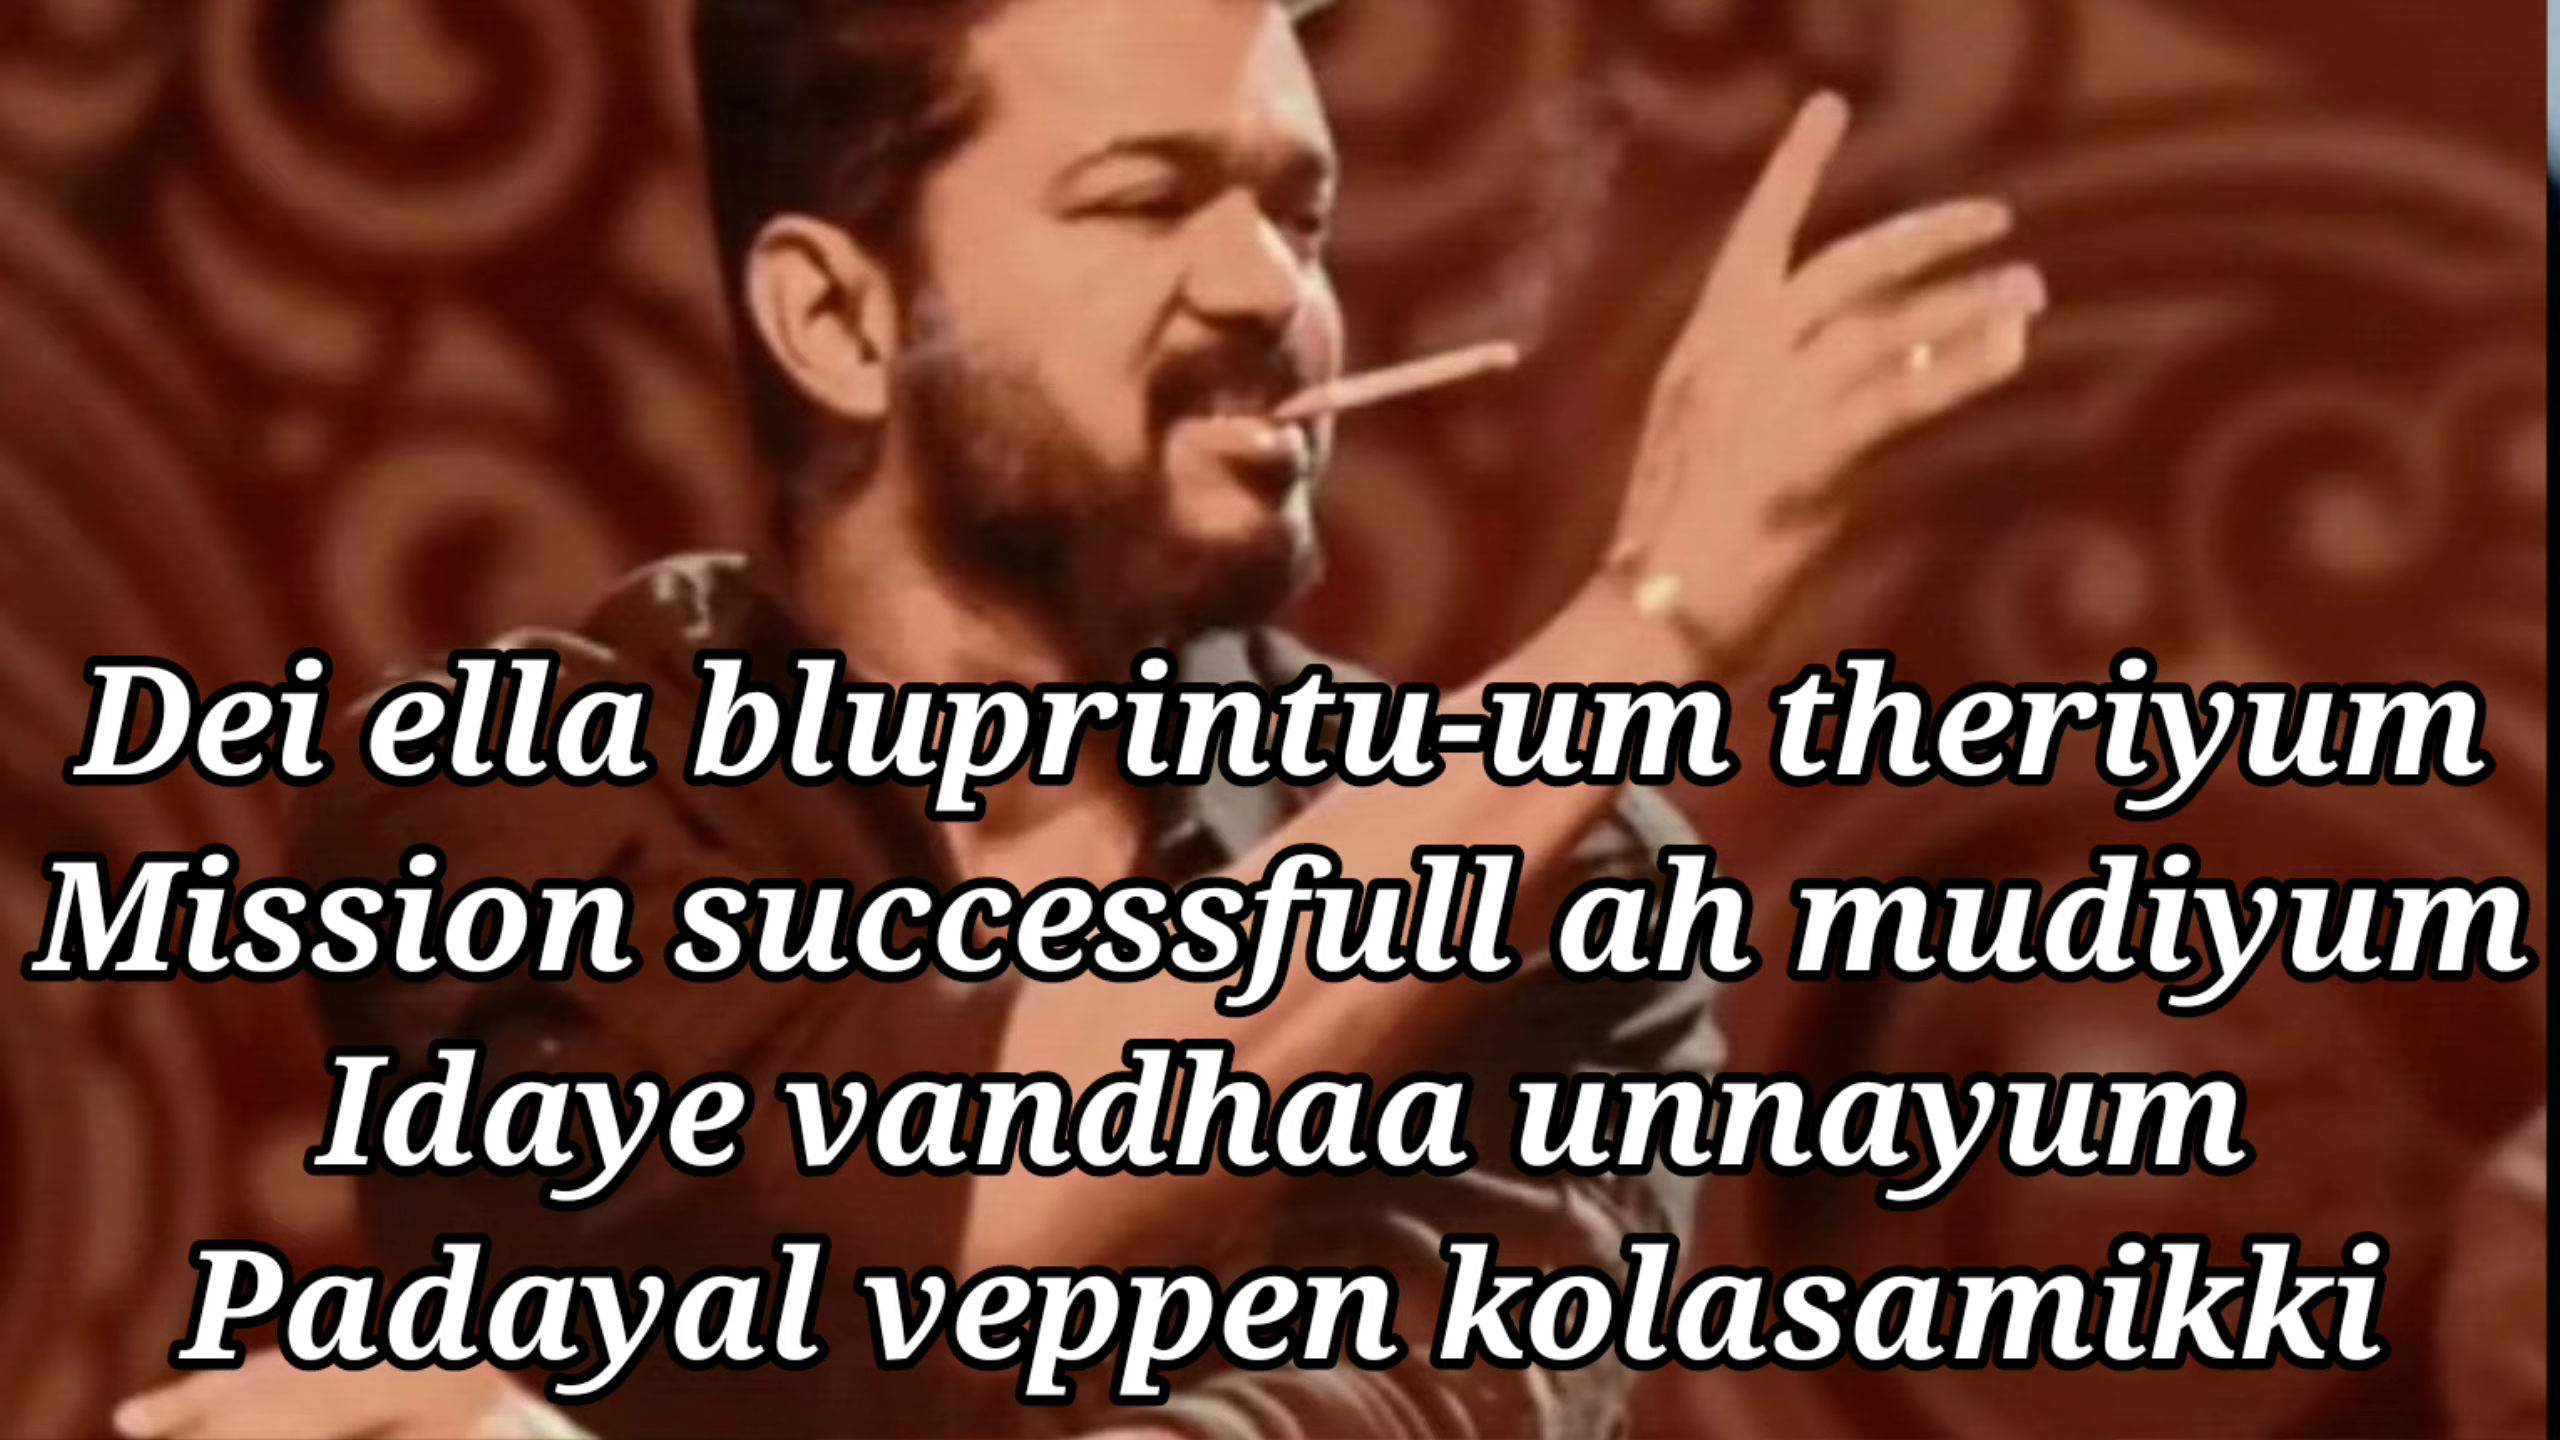 Dei ella bluprintu-um theriyum
Mission successfull ah mudiyum
Idaye vandhaa unnayum
Padayal veppen kolasamikki